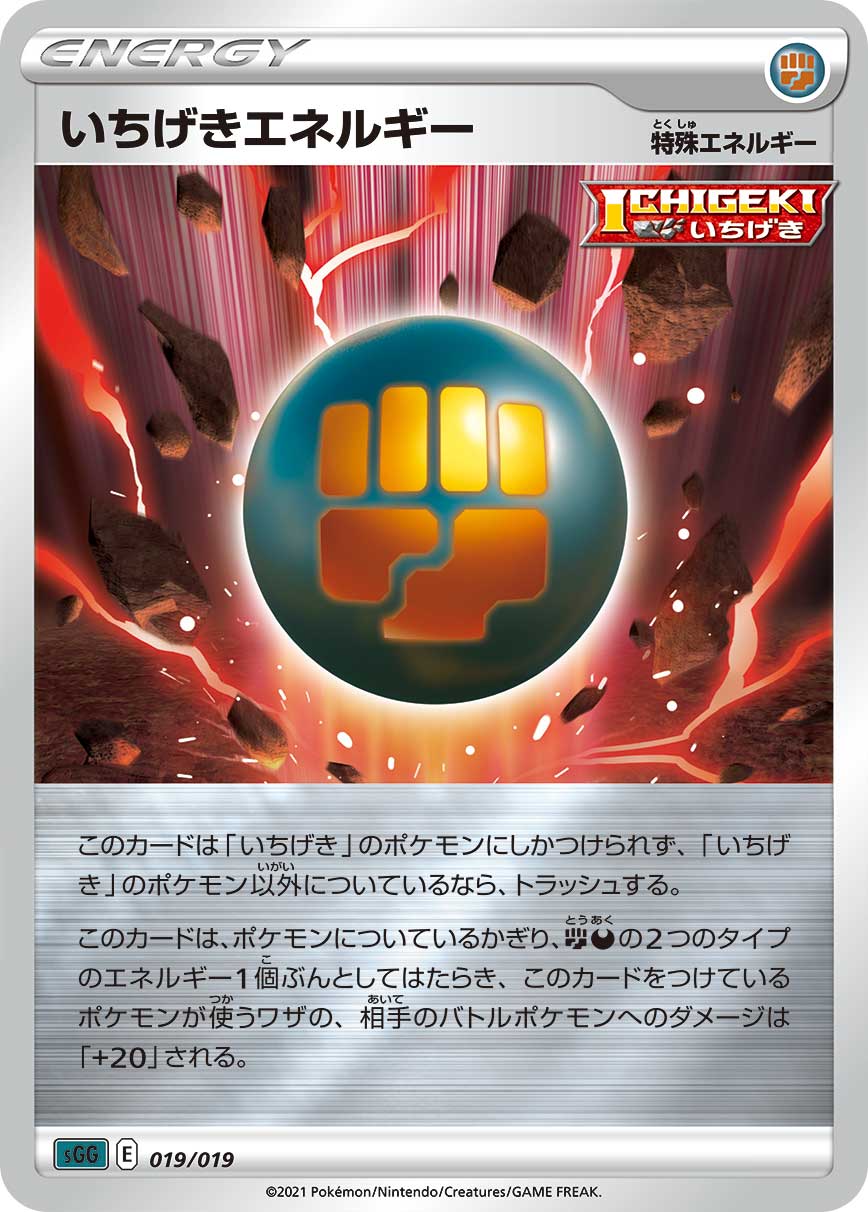 ENERGY
いちげきエネルギー
とくしゅ
特殊エネルギー
ICHIGEKI
いちげき
このカードは「いちげき」のポケモンにしかつけられず、「いちげ
いがい
き」のポケモン以外についているなら、トラッシュする。
とうあく
このカードは、ポケモンについているかぎり、の2つのタイプ
こ
のエネルギー1個ぶんとしてはたらき、このカードをつけている
つか あいて
ポケモンが使うワザの、相手のバトルポケモンへのダメージは
「+20」される。
sGG E 019/019
©2021 Pokémon/Nintendo/Creatures/GAME FREAK.